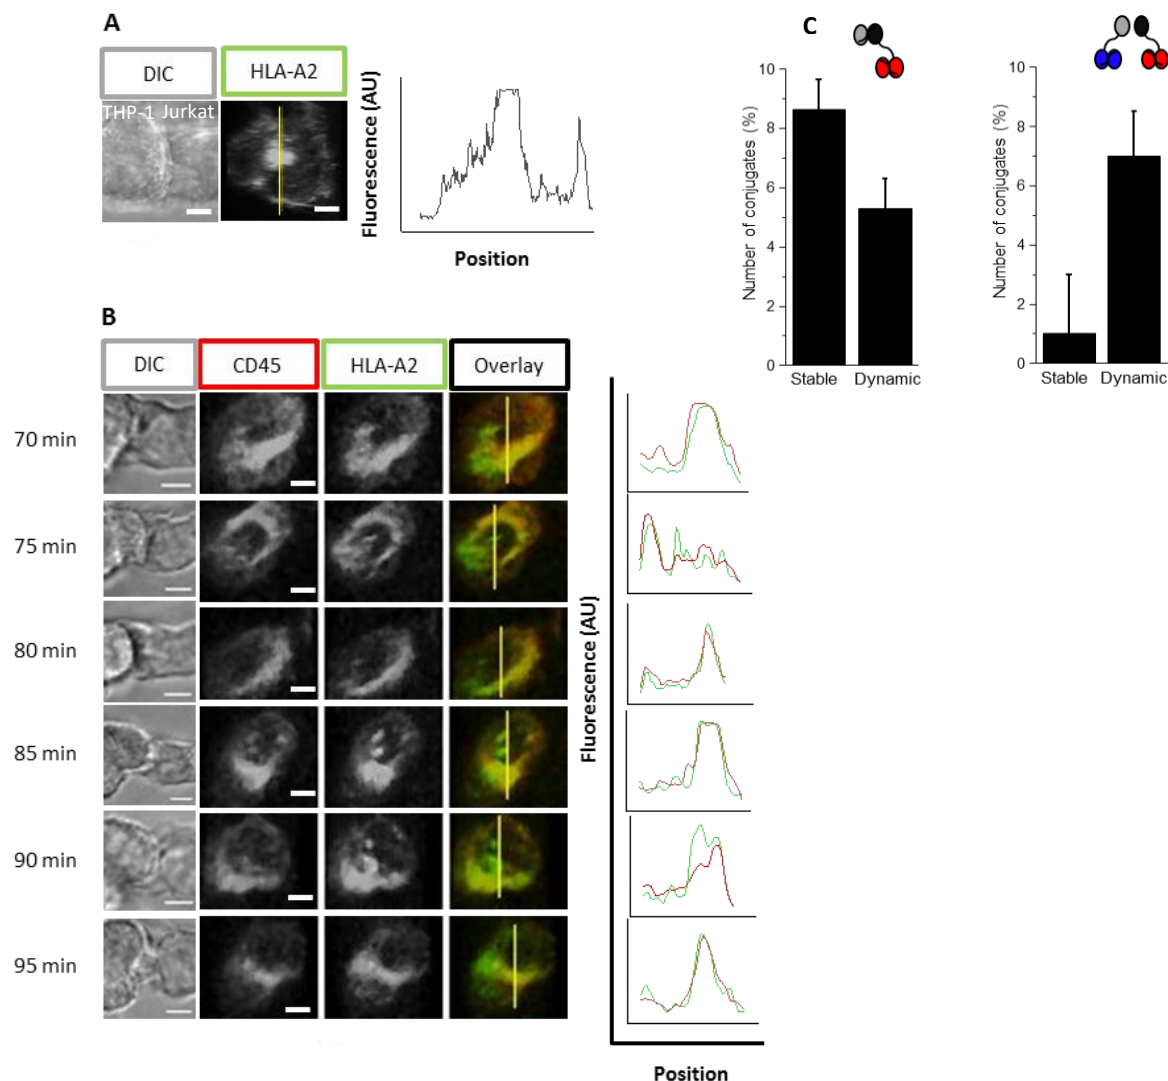 A
DIC
HLA-A2
THP-1 Jurkat
Fluorescence (AU)
Position
B
DIC
CD45
HLA-A2
Overlay
70 min
75 min
80 min
85 min
90 min
95 min
Fluorescence (AU)
Position
C
Number of conjugates (%)
10
8
6
4
2
0
Stable
Dynamic
Number of conjugates (%)
10
8
6
4
2
0
Stable
Dynamic